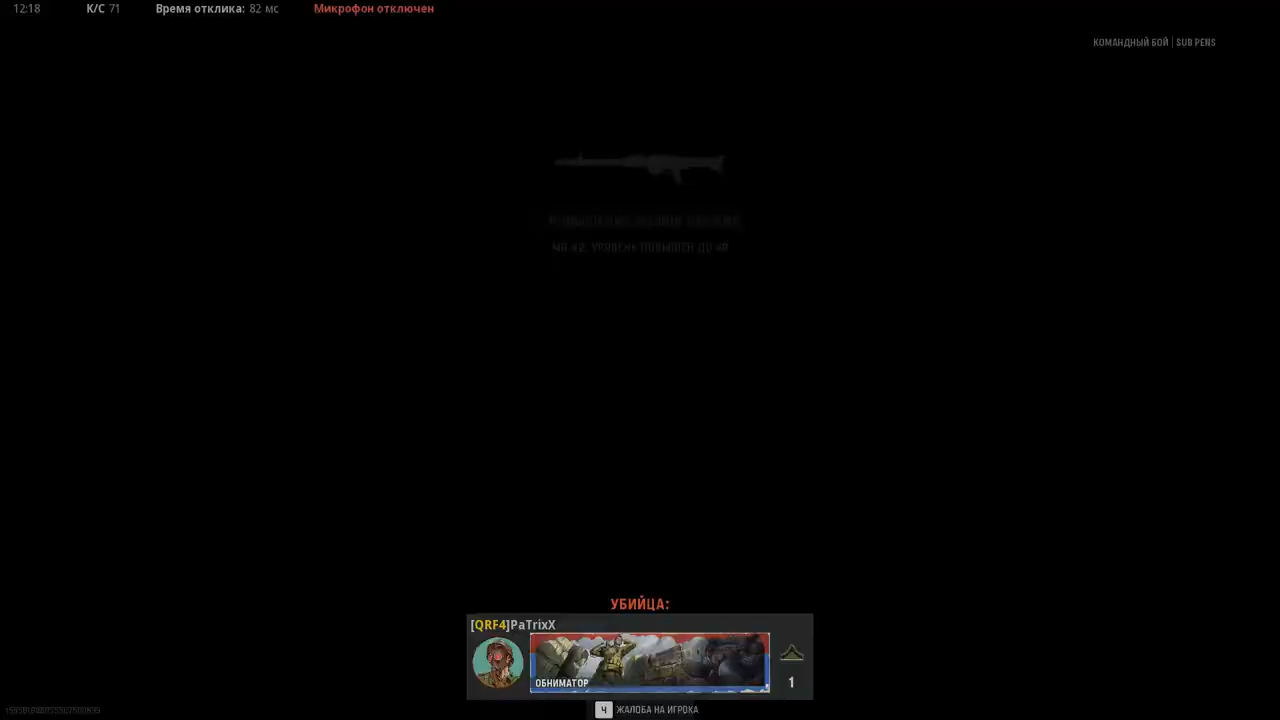 12:18 К/С 71 Время отклика: 82 мс Микрофон отключен
КОМАНДНЫЙ БОЙ | SUB PENS
УБИЙЦА:
[QRF4]PaTrixX
ОБНИМАТОР
1
Ч ЖАЛОБА НА ИГРОКА